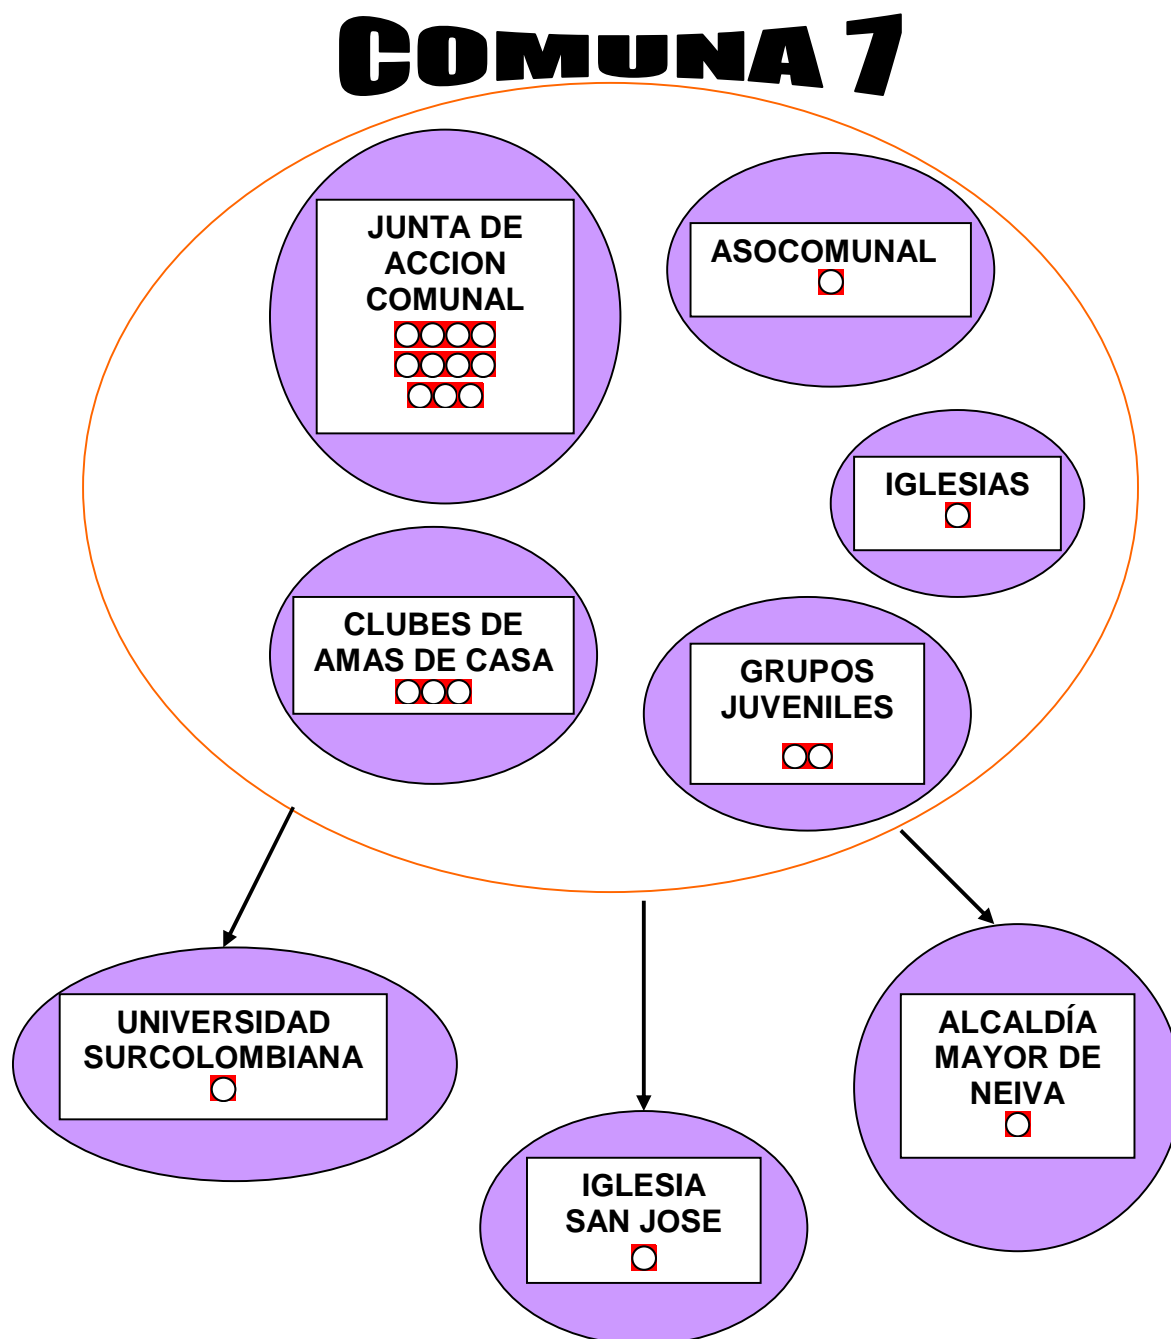 COMUNA 7
JUNTA DE
ACCION
COMUNAL
ASOCOMUNAL
IGLESIAS
CLUBES DE
AMAS DE CASA
GRUPOS
JUVENILES
UNIVERSIDAD
SURCOLOMBIANA
IGLESIA
SAN JOSE
ALCALDÍA
MAYOR DE
NEIVA